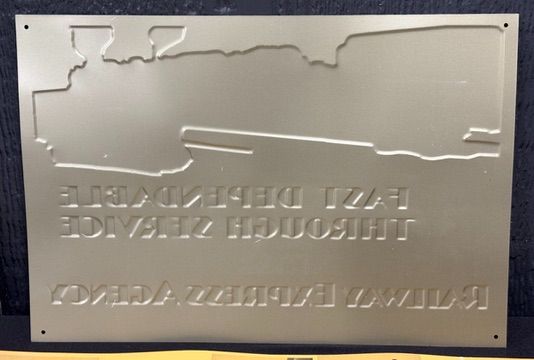 FAST DEPENDABLE
THROUGH SERVICE
RAILWAY EXPRESS AGENCY